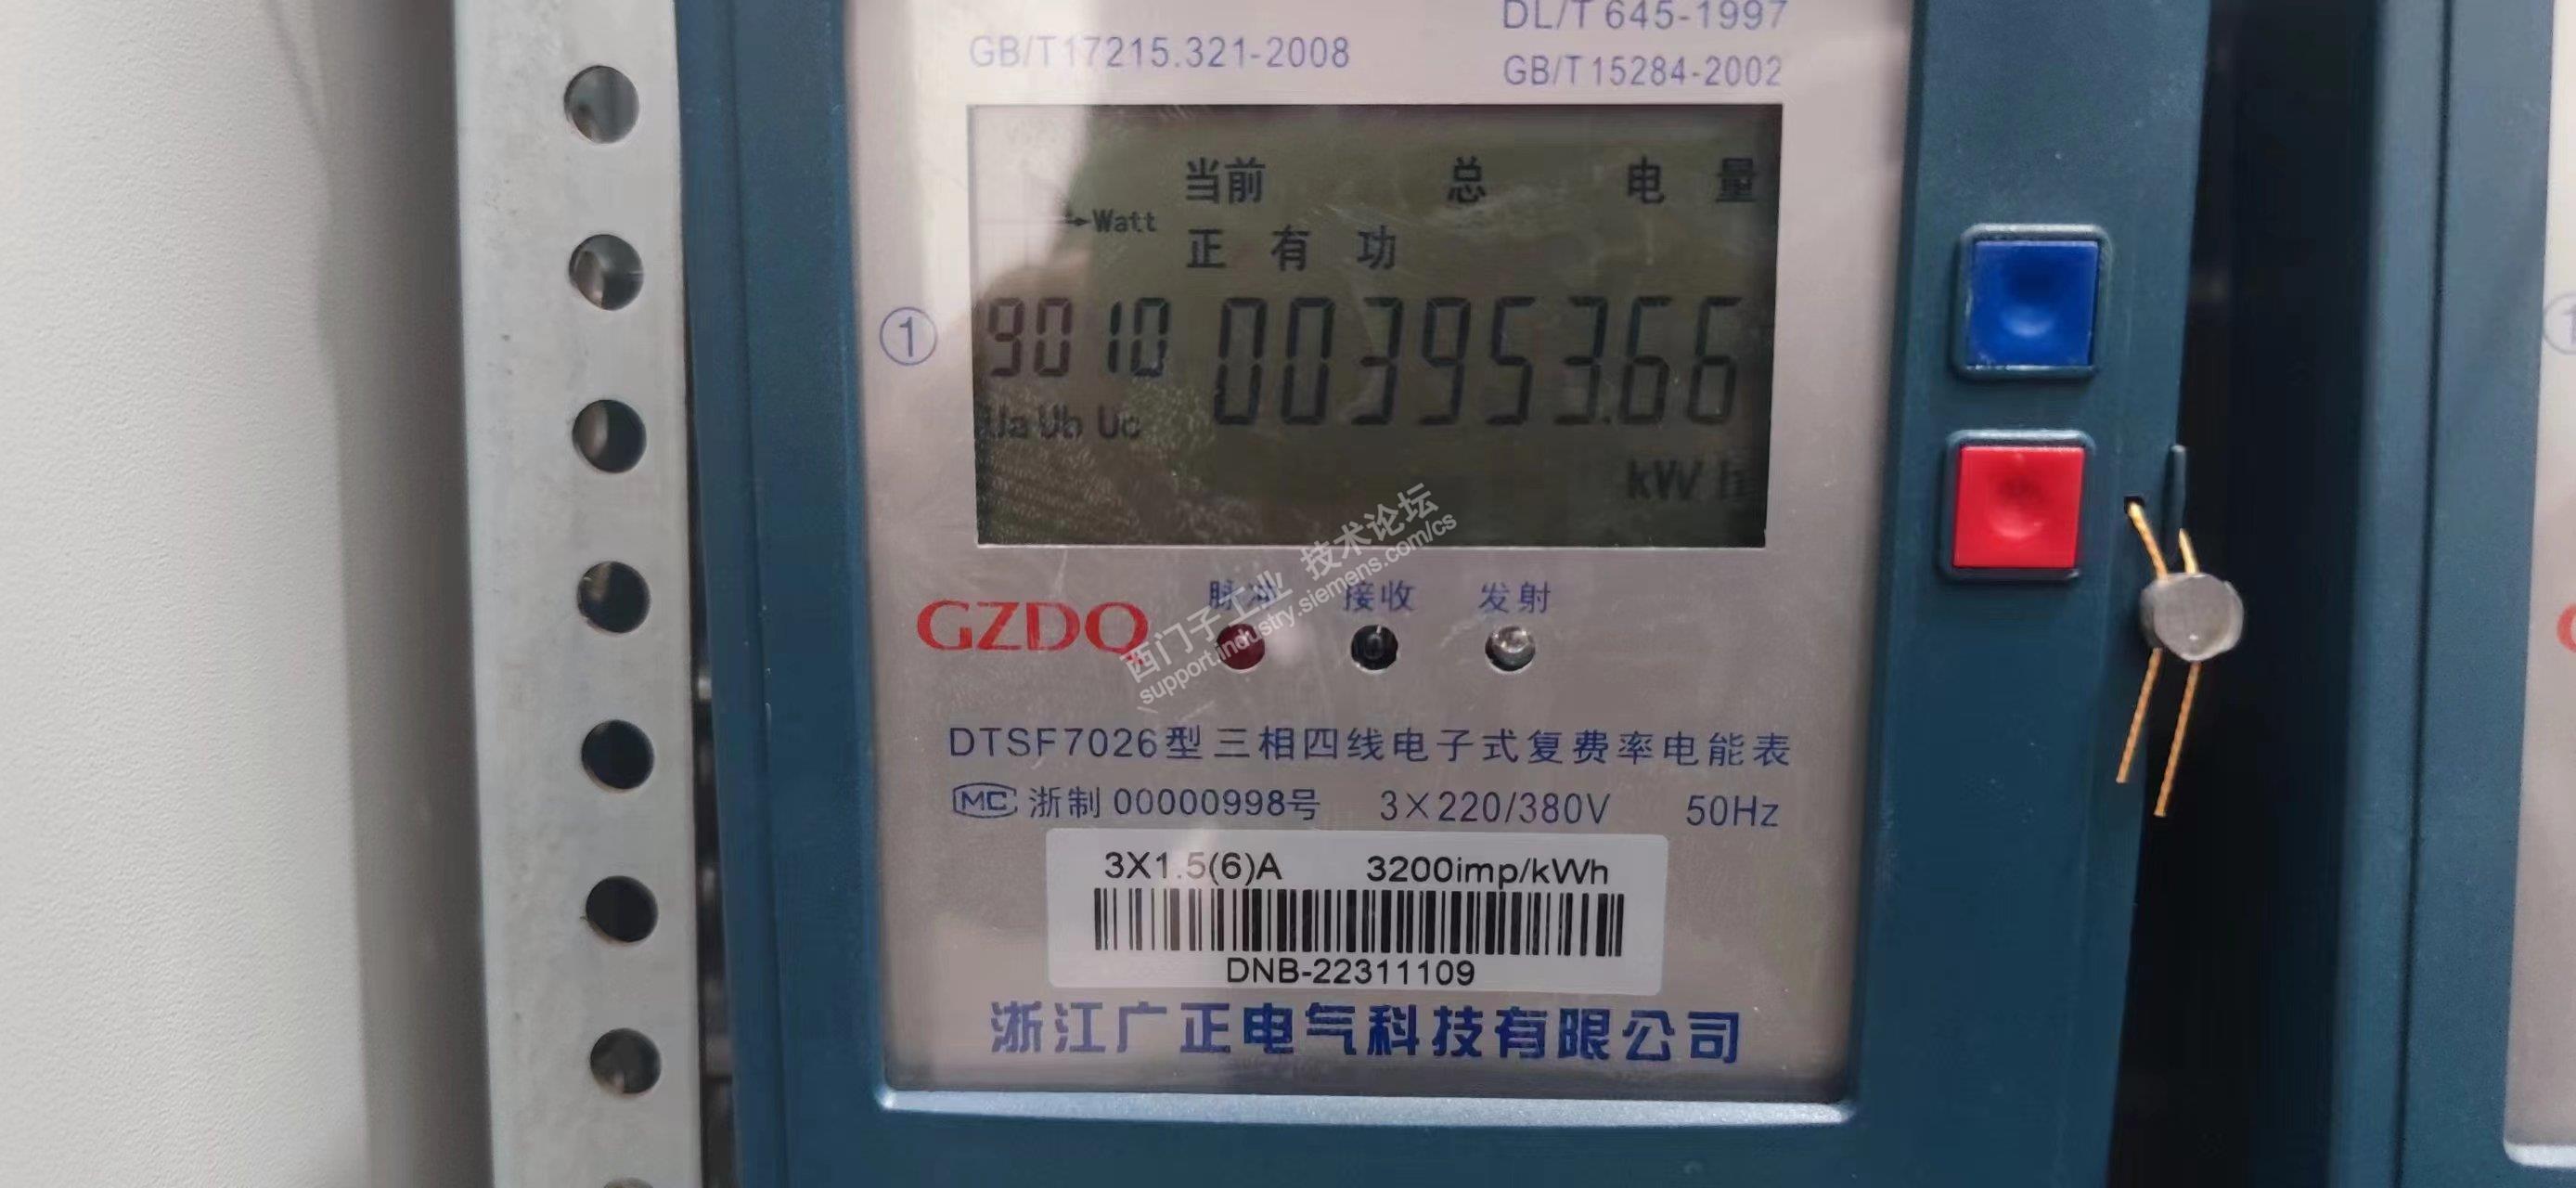 DL/T 645-1997
GB/T17215.321-2008
GB/T15284-2002
当前 总 电 量
Watt
正 有 功
①
9010 003953.66
Ua Ub Uc
kWh
脉冲 接收 发射
GZDQ
西门子工业 技术论坛
support.industry.siemens.com/cs
DTSF7026型三相四线电子式复费率电能表
MC 浙制 00000998号 3×220/380V 50Hz
3X1.5(6)A 3200imp/kWh
DNB-22311109
浙江广正电气科技有限公司